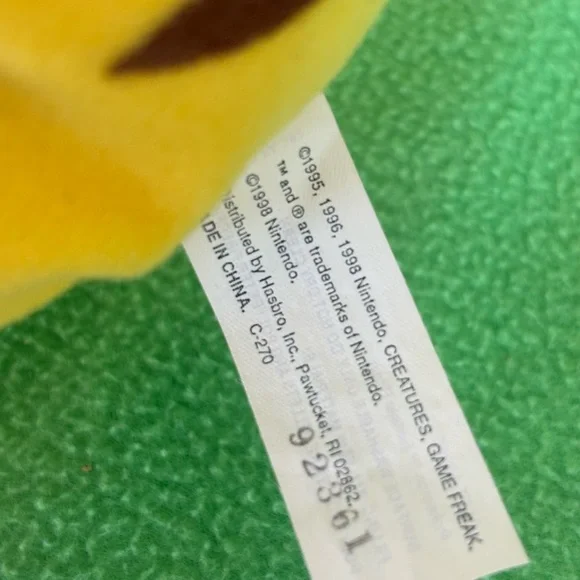 ©1995, 1996, 1998 Nintendo, CREATURES, GAME FREAK.
™ and ® are trademarks of Nintendo.
©1998 Nintendo.
istributed by Hasbro, Inc., Pawtucket, RI 02862.
DE IN CHINA. C-270
92361